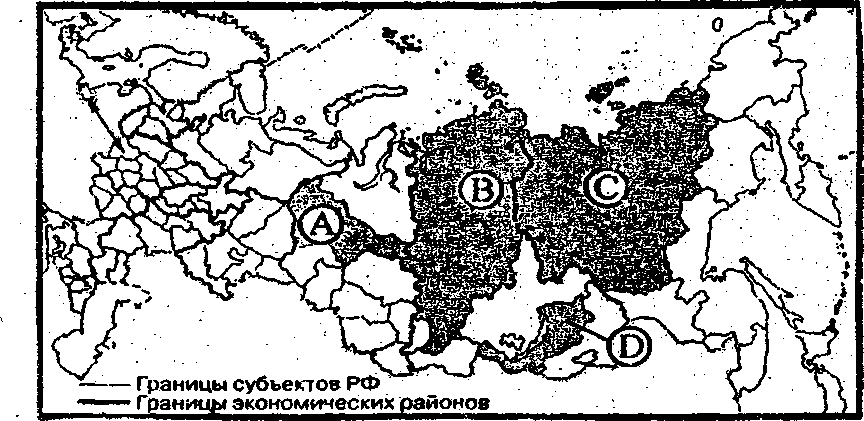 A
B
C
D
Границы субъектов РФ
Границы экономических районов